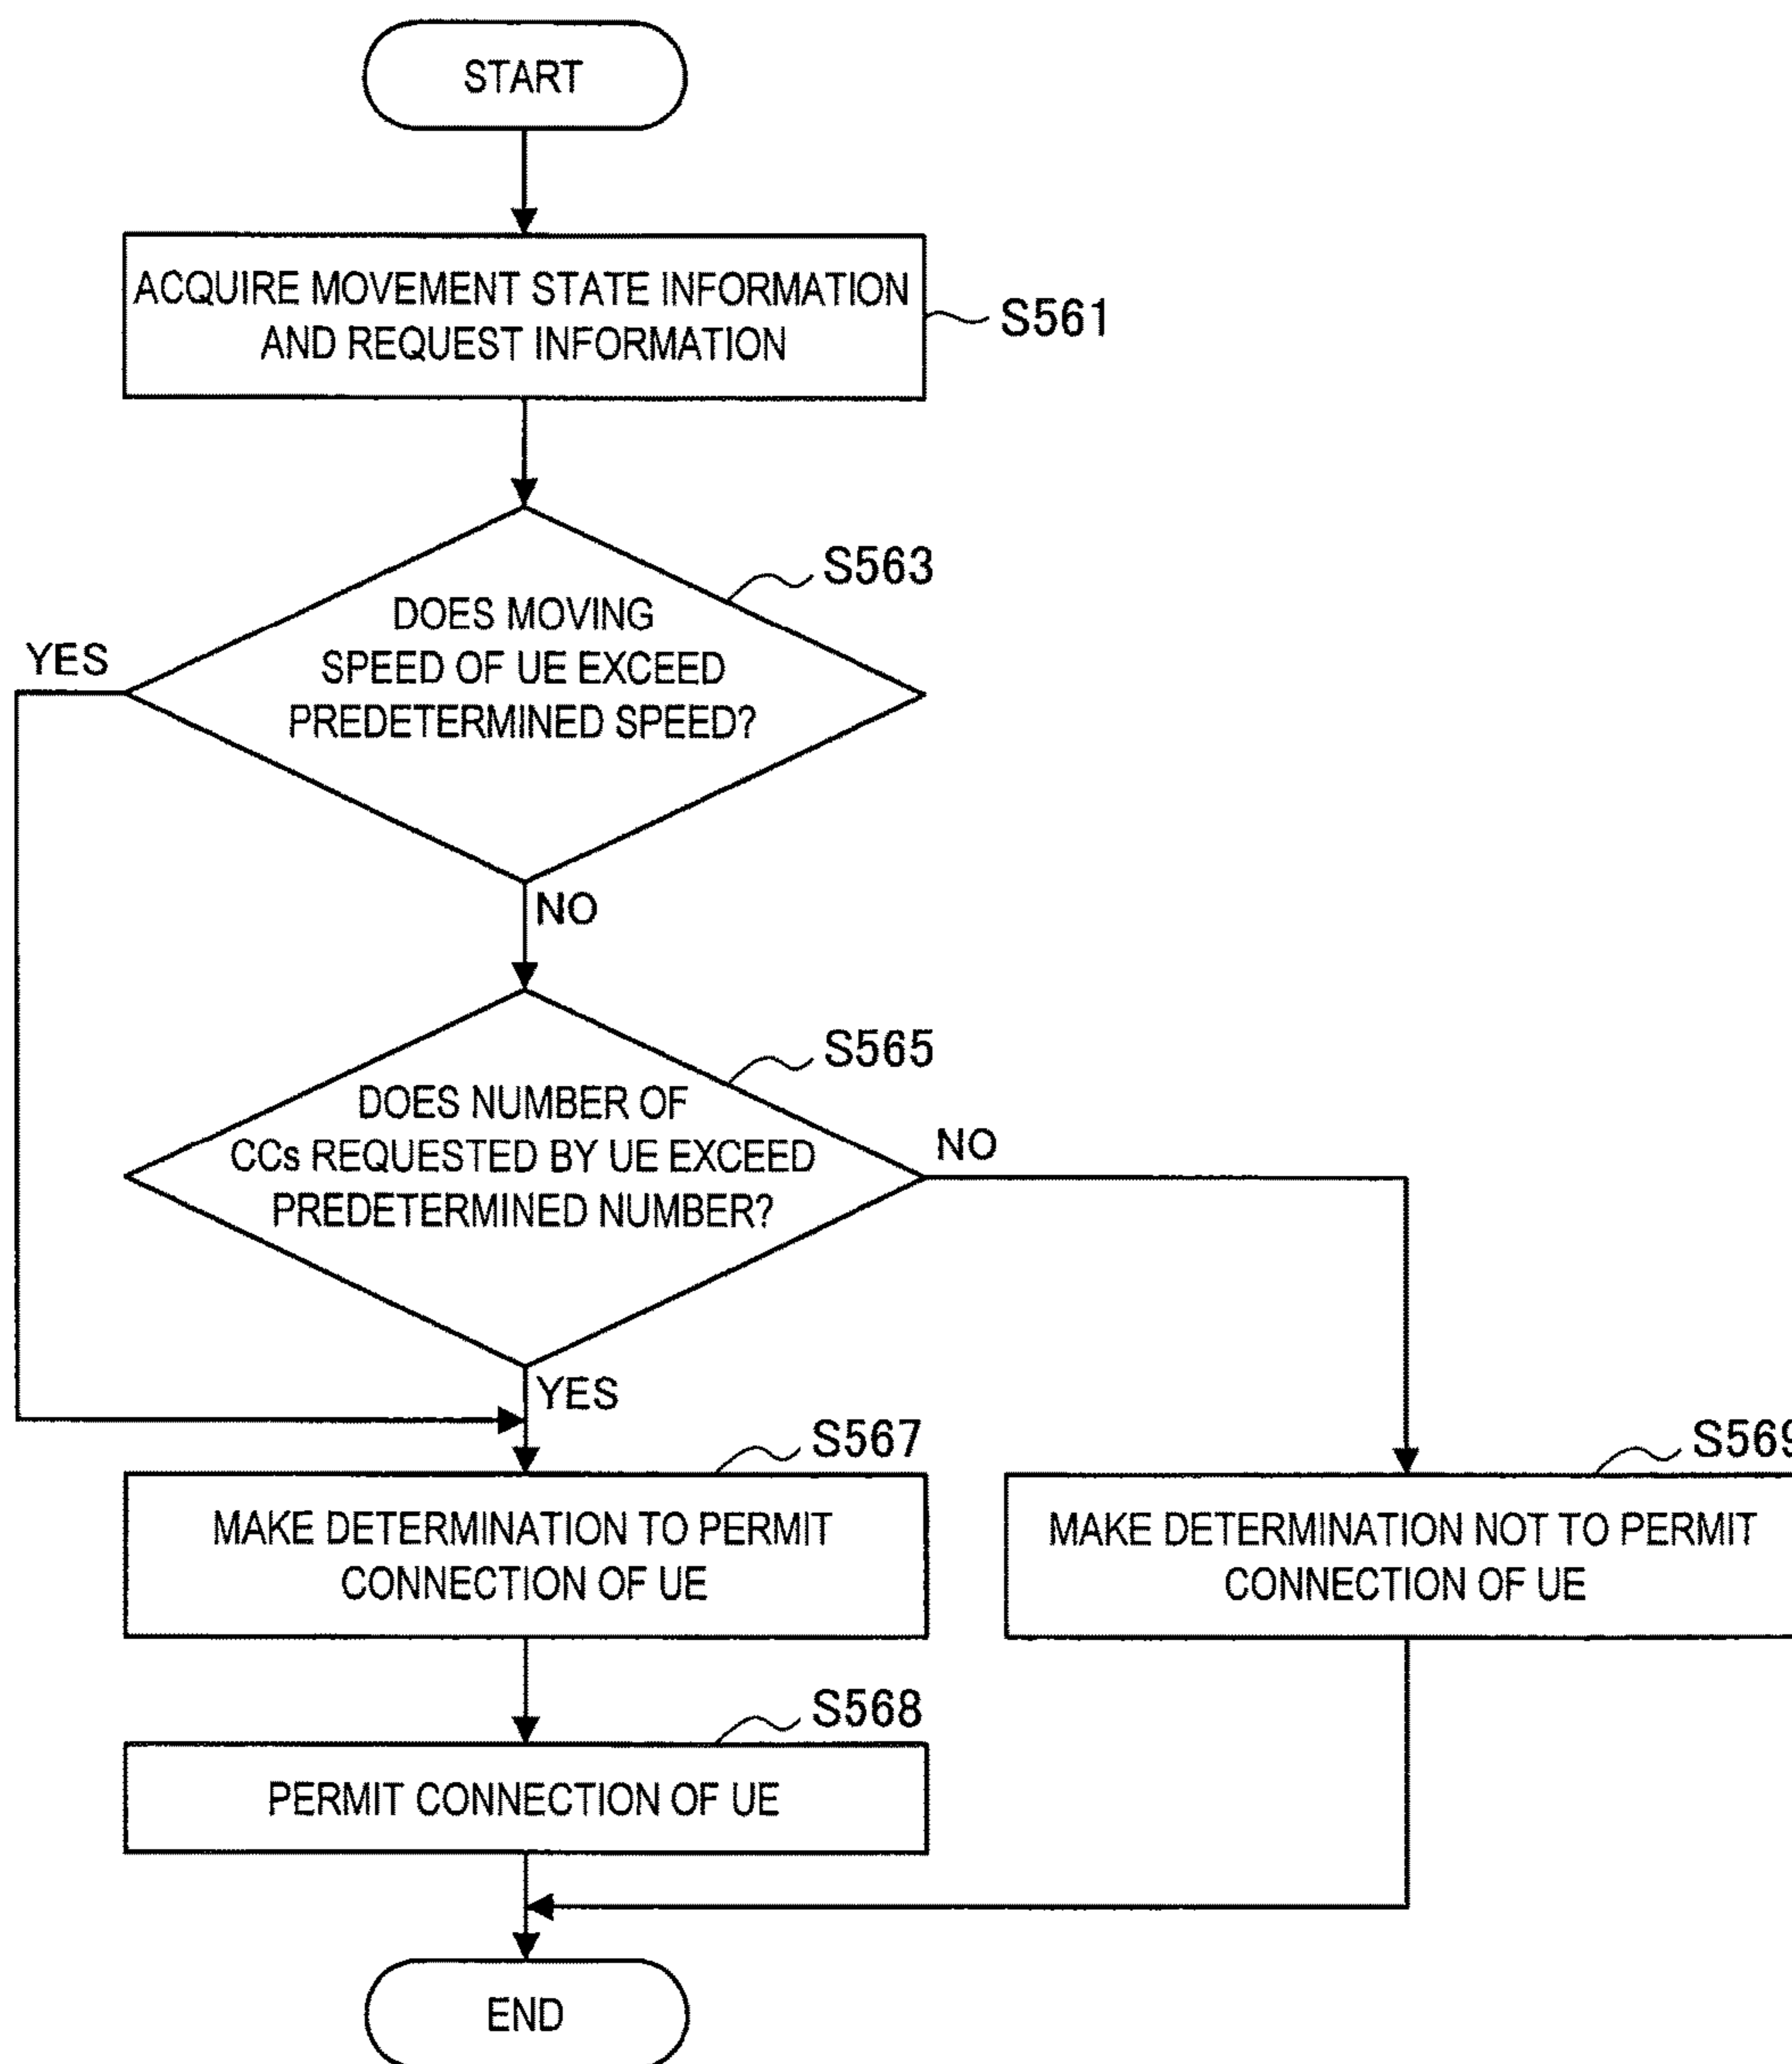 START
ACQUIRE MOVEMENT STATE INFORMATION
AND REQUEST INFORMATION
S561
S563
DOES MOVING
SPEED OF UE EXCEED
PREDETERMINED SPEED?
YES
NO
S565
DOES NUMBER OF
CCs REQUESTED BY UE EXCEED
PREDETERMINED NUMBER?
NO
YES
S567
MAKE DETERMINATION TO PERMIT
CONNECTION OF UE
S569
MAKE DETERMINATION NOT TO PERMIT
CONNECTION OF UE
S568
PERMIT CONNECTION OF UE
END